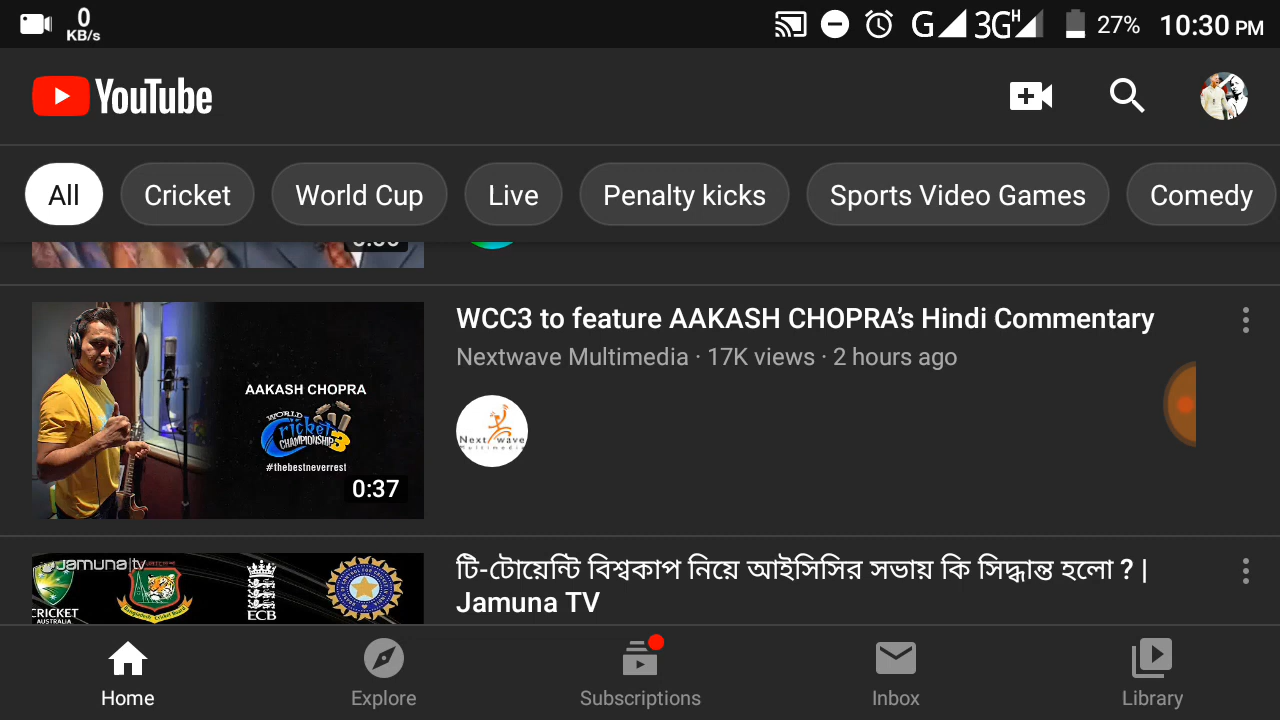 0
KB/s
G 3G H 27% 10:30 PM
YouTube
All Cricket World Cup Live Penalty kicks Sports Video Games Comedy
WCC3 to feature AAKASH CHOPRA's Hindi Commentary
Nextwave Multimedia · 17K views · 2 hours ago
AAKASH CHOPRA
WORLD
Cricket
CHAMPIONSHIP 3
#thebestneverrest
0:37
Next wave
Multimedia
টি-টোয়েন্টি বিশ্বকাপ নিয়ে আইসিসির সভায় কি সিদ্ধান্ত হলো ? |
Jamuna TV
Jamuna|tv
CRICKET
AUSTRALIA
ECB
Home Explore Subscriptions Inbox Library